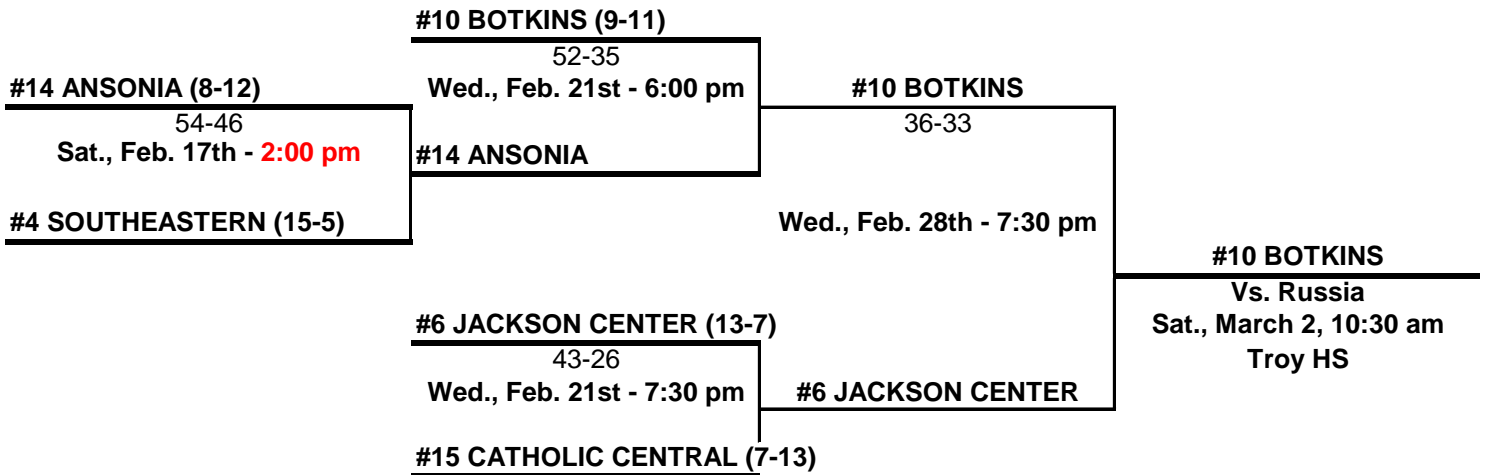 #10 BOTKINS (9-11)
52-35
Wed., Feb. 21st - 6:00 pm
#14 ANSONIA (8-12)
54-46
Sat., Feb. 17th - 2:00 pm
#14 ANSONIA
#4 SOUTHEASTERN (15-5)
#10 BOTKINS
36-33
Wed., Feb. 28th - 7:30 pm
#10 BOTKINS
Vs. Russia
Sat., March 2, 10:30 am
Troy HS
#6 JACKSON CENTER (13-7)
43-26
Wed., Feb. 21st - 7:30 pm
#6 JACKSON CENTER
#15 CATHOLIC CENTRAL (7-13)